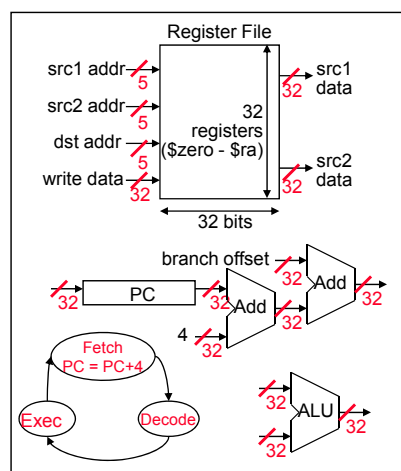 Register File
src1 addr
5
src2 addr
5
dst addr
5
write data
32
32
registers
($zero - $ra)
32 bits
32
src1
data
32
src2
data
branch offset
32
Add
32
32
PC
32
Add
32
4
32
Fetch
PC = PC+4
Exec
Decode
32
ALU
32
32